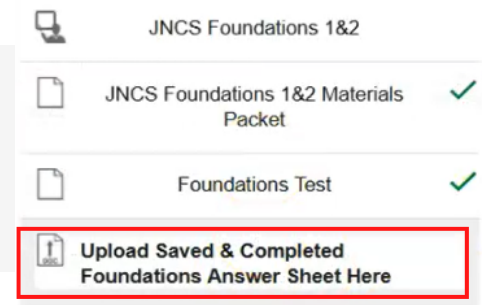 JNCS Foundations 1&2
JNCS Foundations 1&2 Materials
Packet
Foundations Test
Upload Saved & Completed
Foundations Answer Sheet Here